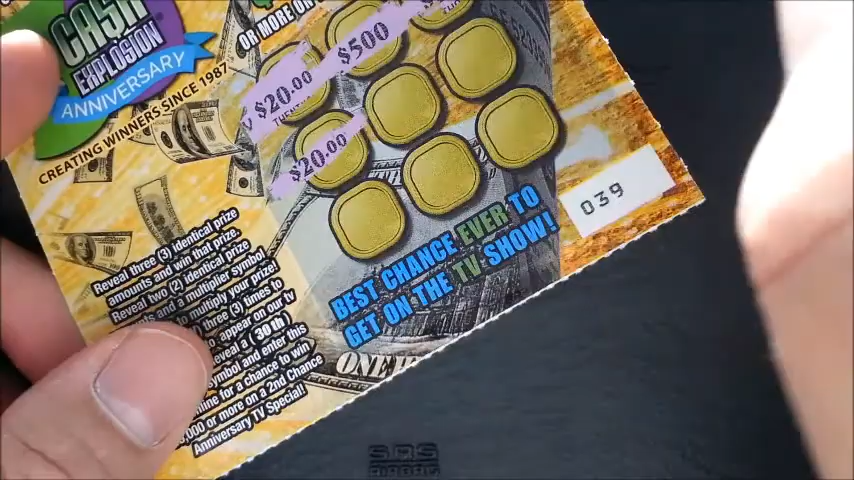 CASH
EXPLOSION
ANNIVERSARY
CREATING WINNERS SINCE 1987
OR MORE ON
$500
$20.00
$20.00
039
BEST CHANCE EVER TO
GET ON THE TV SHOW!
Reveal three (3) identical prize
amounts and win that prize.
Reveal two (2) identical prize
and a multiplier symbol
to multiply your prize!
three (3) times to
appear on our tv
a (30th)
symbol and enter this
for a chance to win
,000 or more on a 2nd Chance
Anniversary TV Special!
ONE